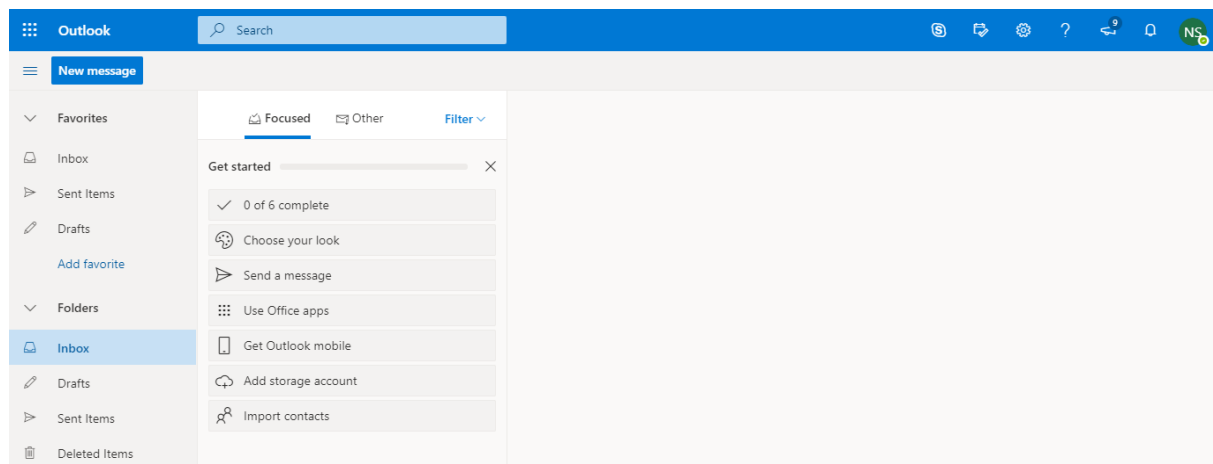 Outlook
Search
9
NS
New message
Favorites
Focused
Other
Filter
Inbox
Get started
Sent Items
0 of 6 complete
Drafts
Choose your look
Add favorite
Send a message
Folders
Use Office apps
Inbox
Get Outlook mobile
Drafts
Add storage account
Sent Items
Import contacts
Deleted Items